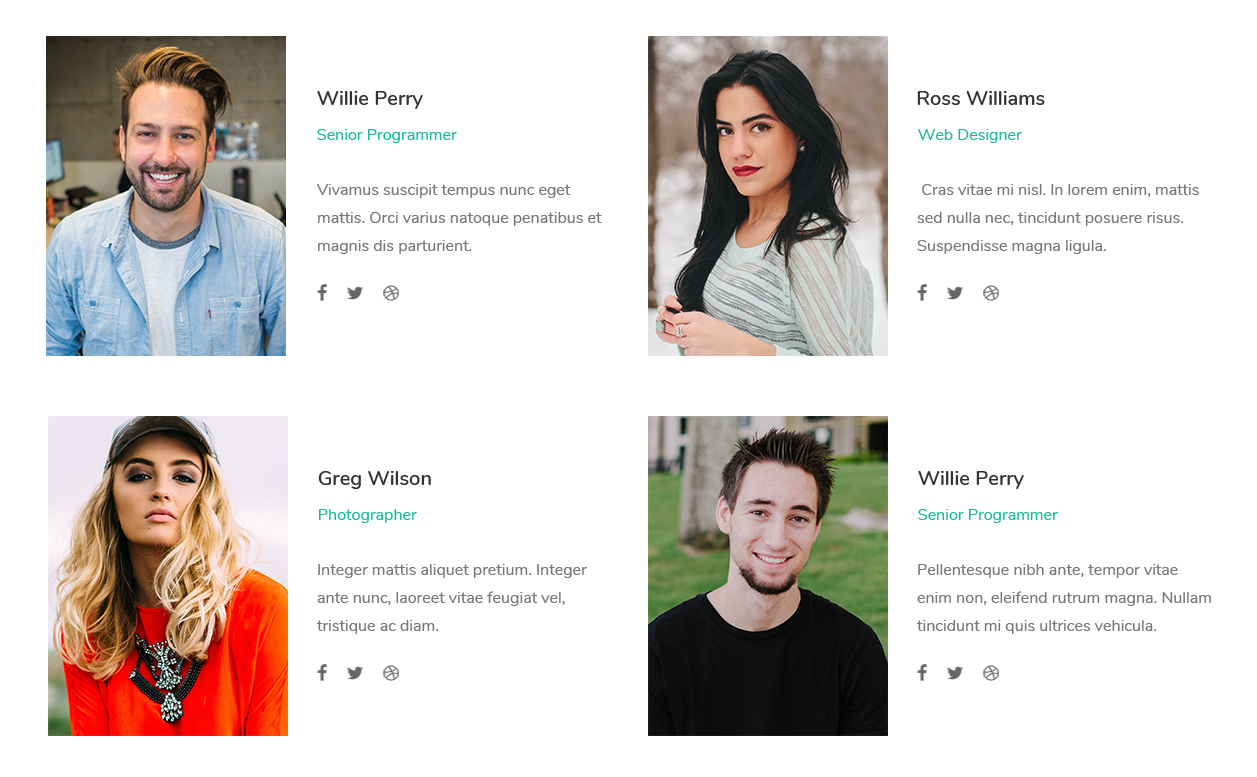 Willie Perry
Senior Programmer
Vivamus suscipit tempus nunc eget
mattis. Orci varius natoque penatibus et
magnis dis parturient.
Ross Williams
Web Designer
Cras vitae mi nisl. In lorem enim, mattis
sed nulla nec, tincidunt posuere risus.
Suspendisse magna ligula.
Greg Wilson
Photographer
Integer mattis aliquet pretium. Integer
ante nunc, laoreet vitae feugiat vel,
tristique ac diam.
Willie Perry
Senior Programmer
Pellentesque nibh ante, tempor vitae
enim non, eleifend rutrum magna. Nullam
tincidunt mi quis ultrices vehicula.